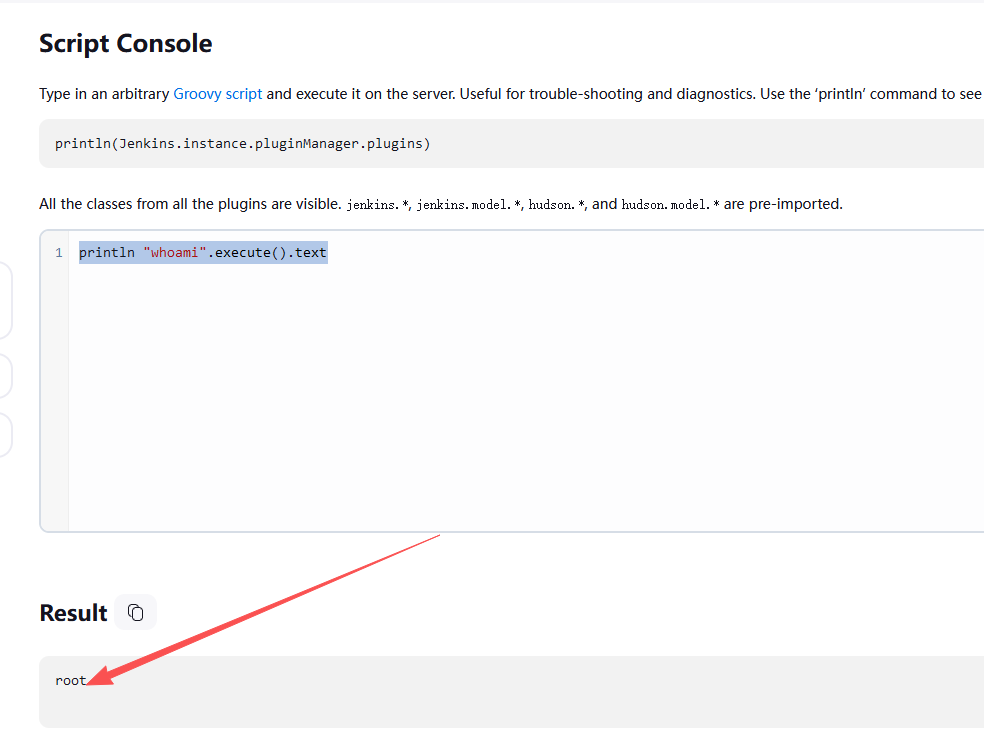 Script Console
Type in an arbitrary Groovy script and execute it on the server. Useful for trouble-shooting and diagnostics. Use the ‘println’ command to see
println(Jenkins.instance.pluginManager.plugins)
All the classes from all the plugins are visible. jenkins.*, jenkins.model.*, hudson.*, and hudson.model.* are pre-imported.
1 println "whoami".execute().text
Result
root